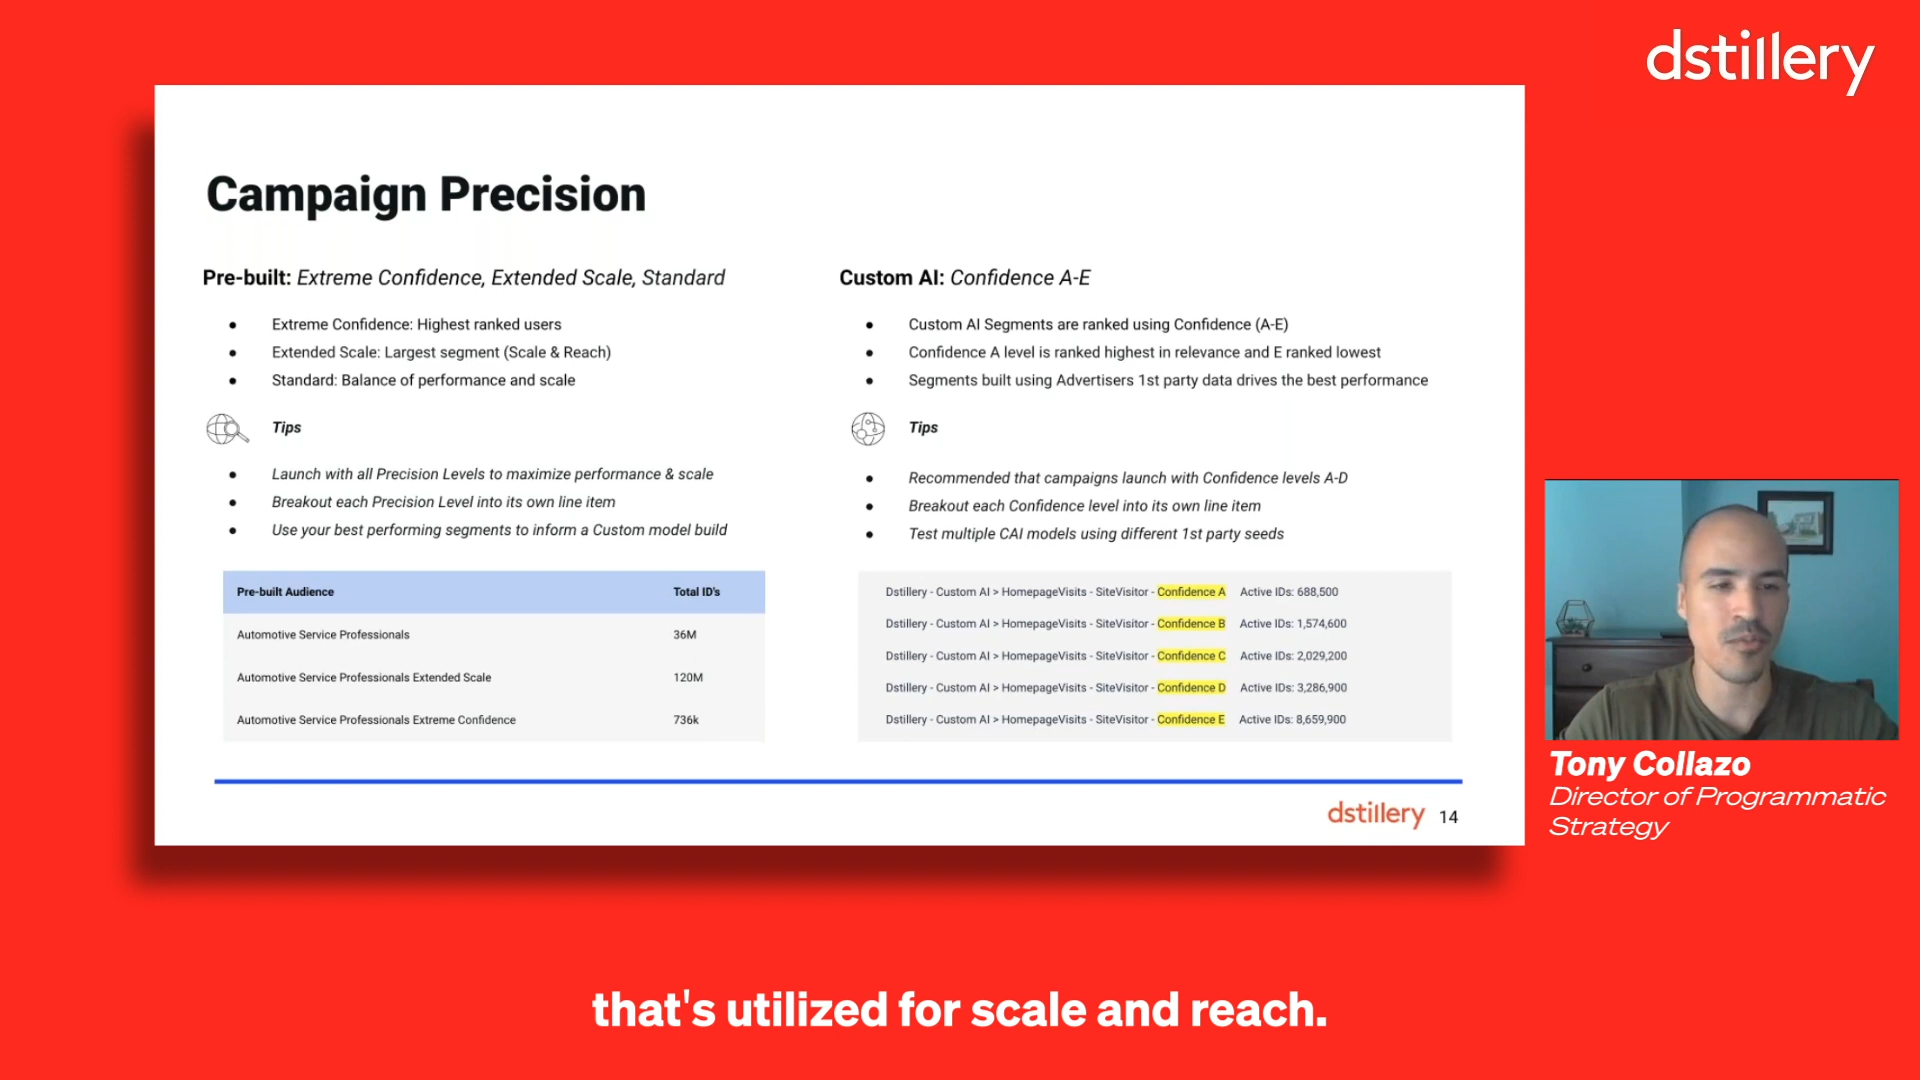 dstillery
Campaign Precision
Pre-built: Extreme Confidence, Extended Scale, Standard
● Extreme Confidence: Highest ranked users
● Extended Scale: Largest segment (Scale & Reach)
● Standard: Balance of performance and scale
Tips
● Launch with all Precision Levels to maximize performance & scale
● Breakout each Precision Level into its own line item
● Use your best performing segments to inform a Custom model build
Pre-built Audience Total ID's
Automotive Service Professionals 36M
Automotive Service Professionals Extended Scale 120M
Automotive Service Professionals Extreme Confidence 736k
Custom AI: Confidence A-E
● Custom AI Segments are ranked using Confidence (A-E)
● Confidence A level is ranked highest in relevance and E ranked lowest
● Segments built using Advertisers 1st party data drives the best performance
Tips
● Recommended that campaigns launch with Confidence levels A-D
● Breakout each Confidence level into its own line item
● Test multiple CAI models using different 1st party seeds
Dstillery - Custom AI > HomepageVisits - SiteVisitor - Confidence A Active IDs: 688,500
Dstillery - Custom AI > HomepageVisits - SiteVisitor - Confidence B Active IDs: 1,574,600
Dstillery - Custom AI > HomepageVisits - SiteVisitor - Confidence C Active IDs: 2,029,200
Dstillery - Custom AI > HomepageVisits - SiteVisitor - Confidence D Active IDs: 3,286,900
Dstillery - Custom AI > HomepageVisits - SiteVisitor - Confidence E Active IDs: 8,659,900
dstillery 14
Tony Collazo
Director of Programmatic
Strategy
that's utilized for scale and reach.